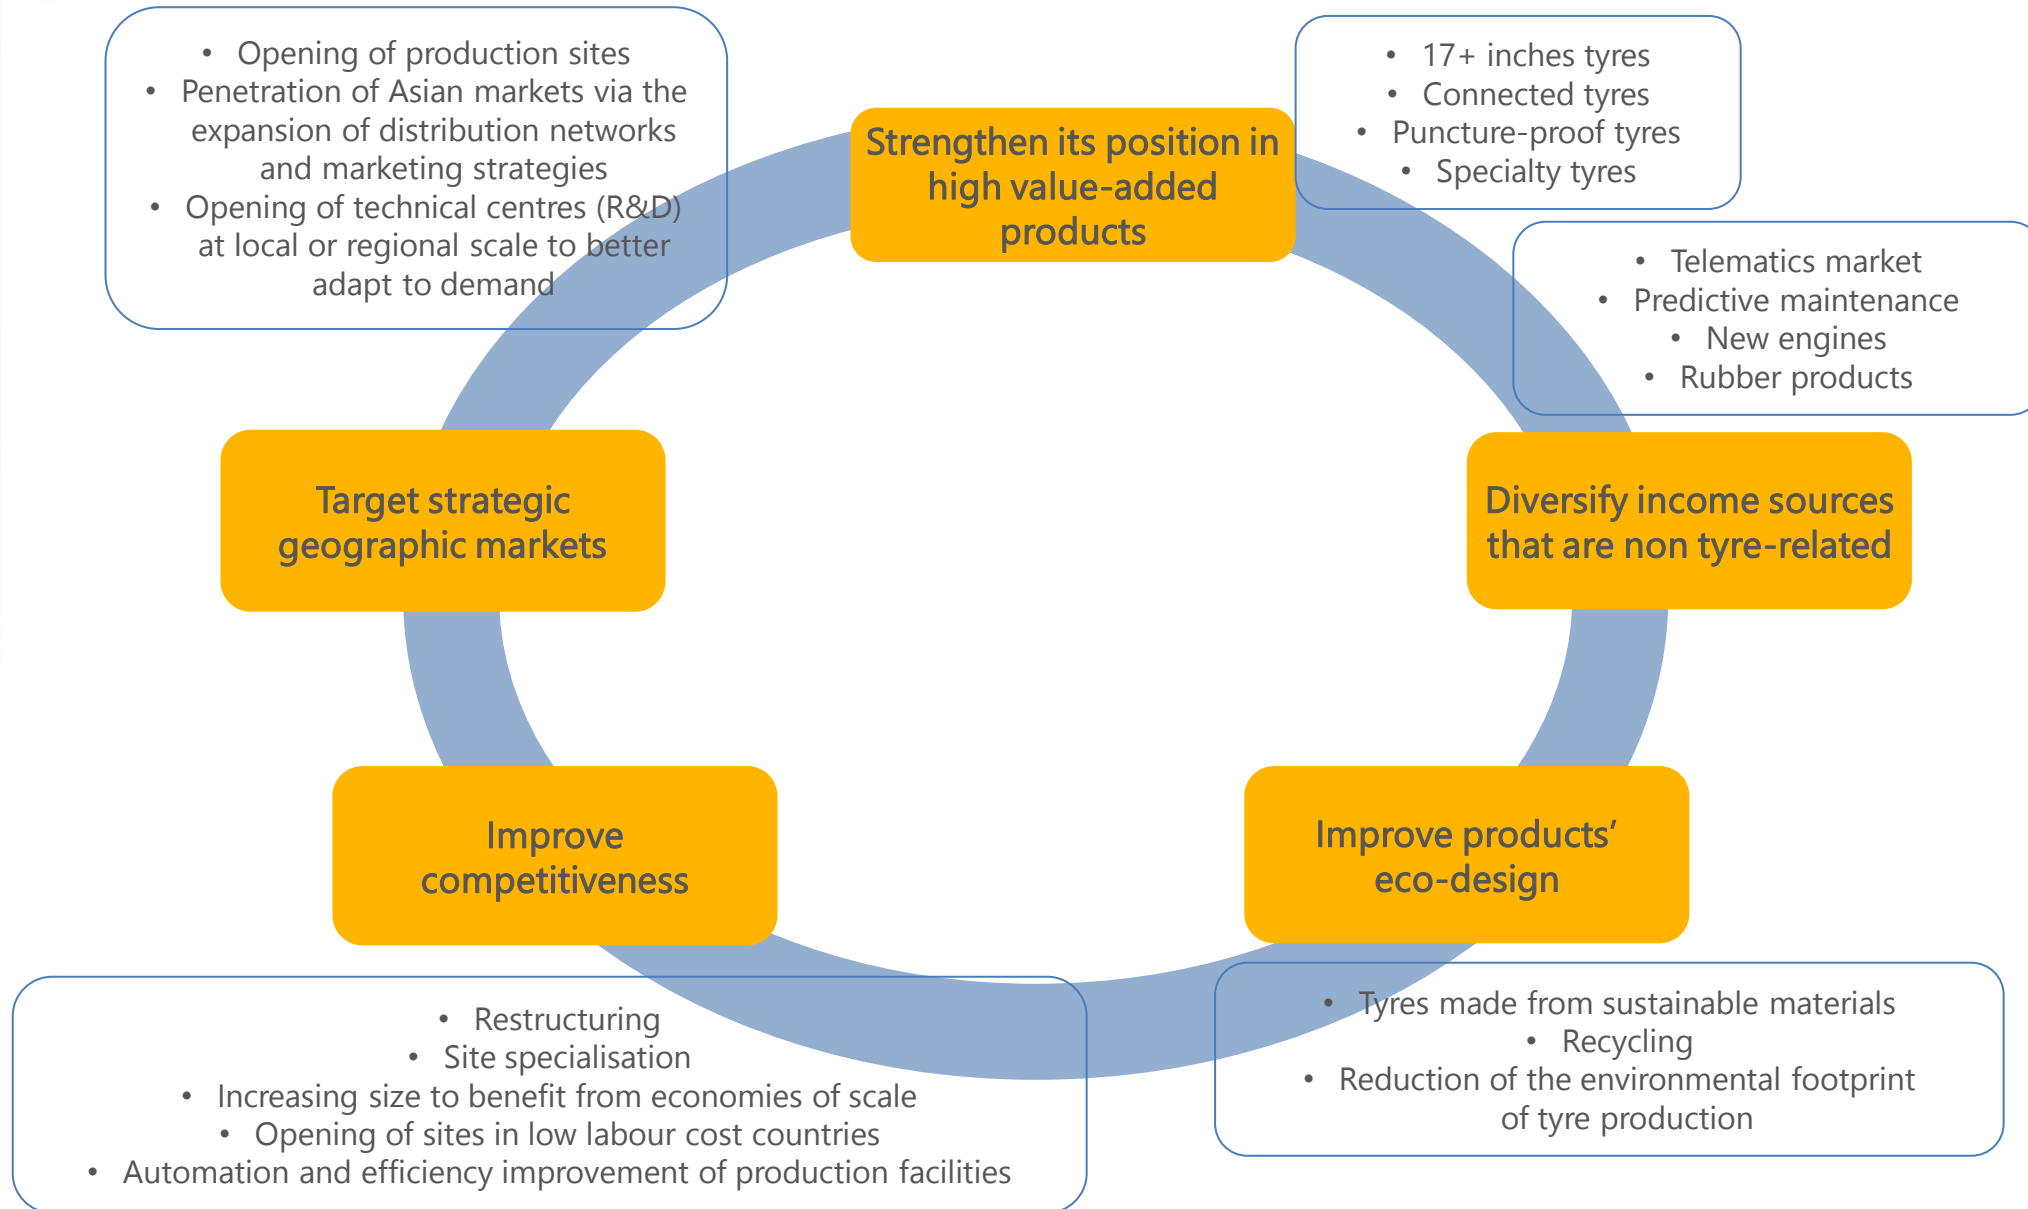 • Opening of production sites
• Penetration of Asian markets via the
expansion of distribution networks
and marketing strategies
• Opening of technical centres (R&D)
at local or regional scale to better
adapt to demand
Strengthen its position in
high value-added
products
• 17+ inches tyres
• Connected tyres
• Puncture-proof tyres
• Specialty tyres
• Telematics market
• Predictive maintenance
• New engines
• Rubber products
Target strategic
geographic markets
Diversify income sources
that are non tyre-related
Improve
competitiveness
Improve products’
eco-design
• Restructuring
• Site specialisation
• Increasing size to benefit from economies of scale
• Opening of sites in low labour cost countries
• Automation and efficiency improvement of production facilities
• Tyres made from sustainable materials
• Recycling
• Reduction of the environmental footprint
of tyre production